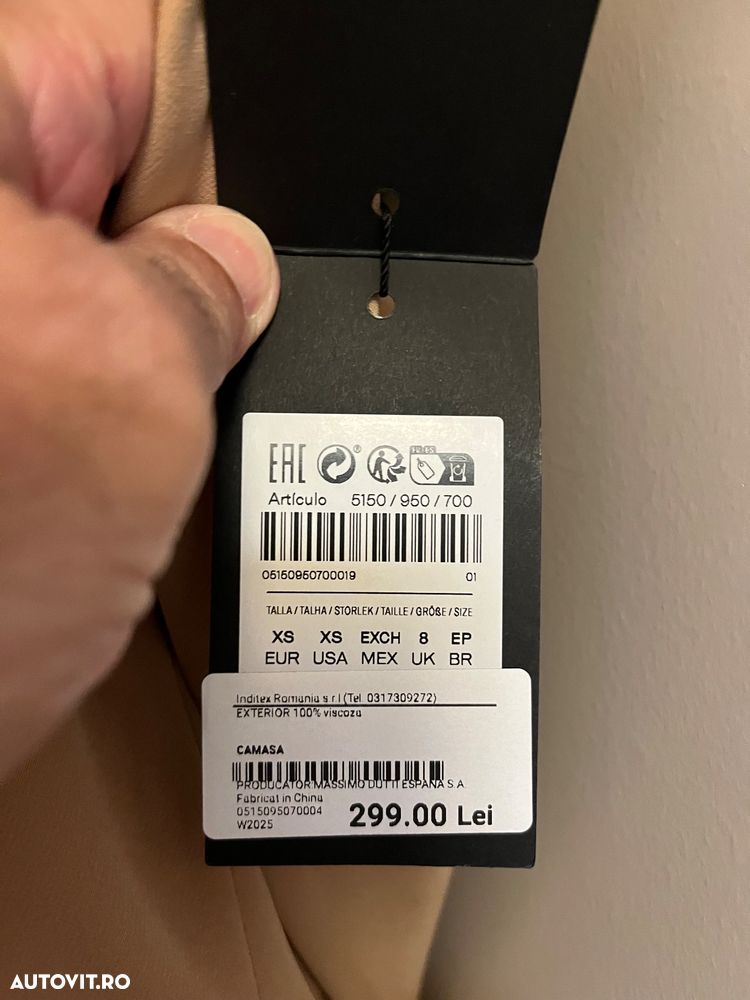 EAC
Artículo 5150 / 950 / 700
05150950700019 01
TALLA / TALHA / STORLEK / TAILLE / GRÖßE / SIZE
XS XS EXCH 8 EP
EUR USA MEX UK BR
Inditex Romania s.r.l (Tel. 0317309272)
EXTERIOR 100% viscoza
CAMASA
PRODUCATOR MASSIMO DUTTI ESPAÑA S.A.
Fabricat in China
0515095070004
W2025
299.00 Lei
AUTOVIT.RO